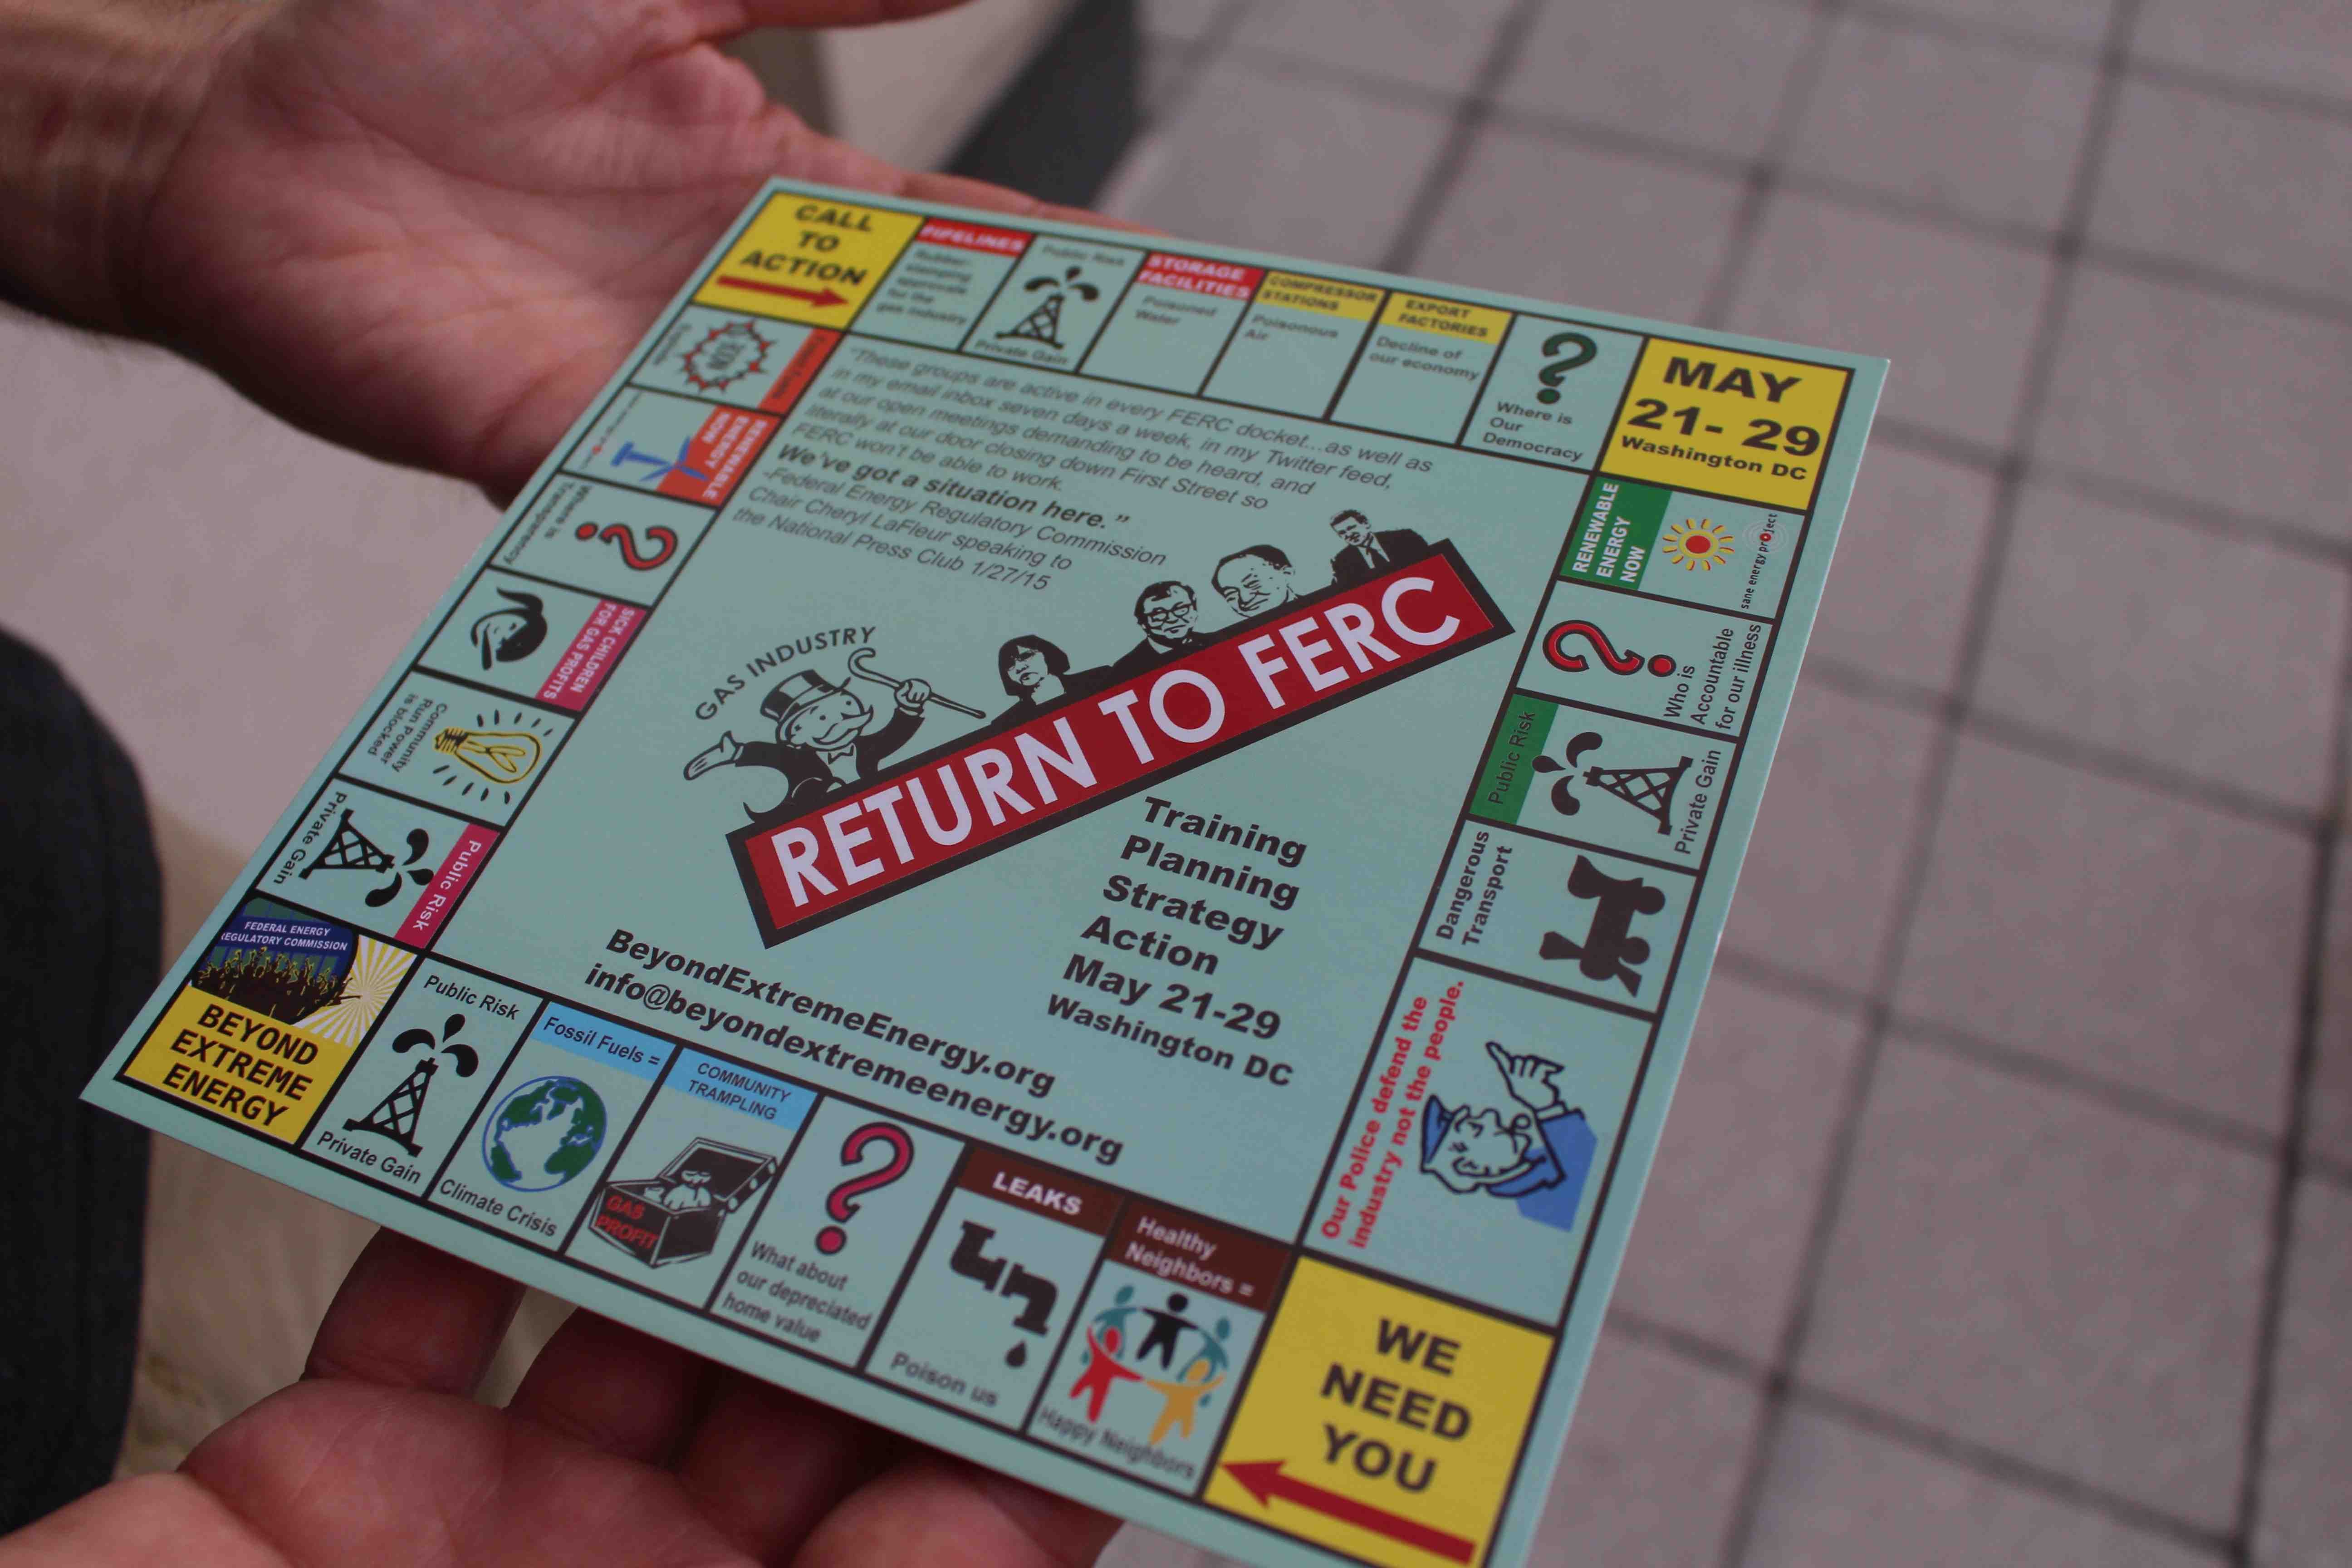 CALL
TO
ACTION
PIPELINES
Rubber-
stamping
approvals
for the
gas industry
Public Risk
Private Gain
STORAGE
FACILITIES
Poisoned
Water
COMPRESSOR
STATIONS
Poisonous
Air
EXPORT
FACTORIES
Decline of
our economy
?
Where is
Our
Democracy
MAY
21- 29
Washington DC
RENEWABLE
ENERGY
NOW
sane energy project
?
Who is
Accountable
for our illness
Public Risk
Private Gain
Dangerous
Transport
Our Police defend the
industry not the people.
WE
NEED
YOU
Healthy
Neighbors =
Happy Neighbors
LEAKS
Poison us
?
What about
our depreciated
home value
COMMUNITY
TRAMPLING
GAS
PROFIT
Fossil Fuels =
Climate Crisis
Public Risk
Private Gain
FEDERAL ENERGY
REGULATORY COMMISSION
BEYOND
EXTREME
ENERGY
Public Risk
Private Gain
Community
Run Power
is blocked
SICK CHILDREN
FOR GAS PROFITS
?
Where is
Transparency
RENEWABLE
ENERGY
NOW
"These groups are active in every FERC docket...as well as
in my email inbox seven days a week, in my Twitter feed,
at our open meetings demanding to be heard, and
literally at our door closing down First Street so
FERC won't be able to work.
We've got a situation here."
-Federal Energy Regulatory Commission
Chair Cheryl LaFleur speaking to
the National Press Club 1/27/15
GAS INDUSTRY
RETURN TO FERC
Training
Planning
Strategy
Action
May 21-29
Washington DC
BeyondExtremeEnergy.org
info@beyondextremeenergy.org